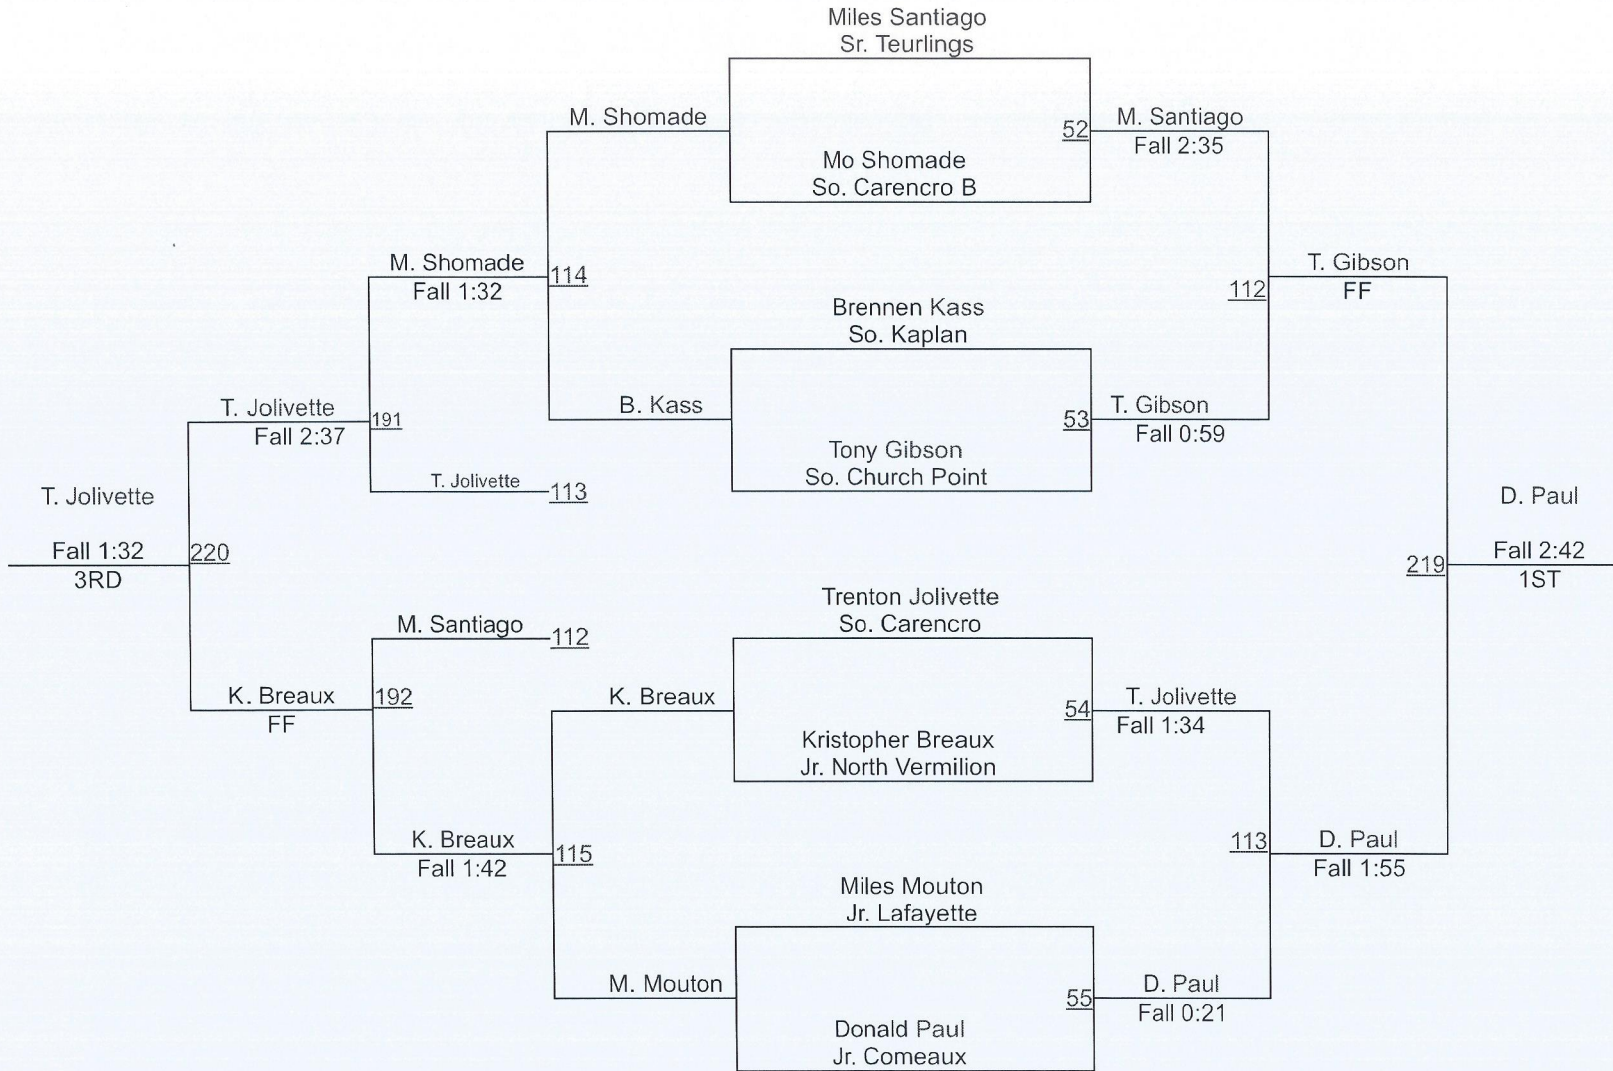 Miles Santiago
Sr. Teurlings
M. Shomade
52
M. Santiago
Fall 2:35
Mo Shomade
So. Carencro B
M. Shomade
Fall 1:32
114
T. Gibson
FF
112
Brennen Kass
So. Kaplan
T. Jolivette
Fall 2:37
191
B. Kass
53
T. Gibson
Fall 0:59
Tony Gibson
So. Church Point
T. Jolivette
113
T. Jolivette
Fall 1:32
3RD
220
D. Paul
Fall 2:42
1ST
219
Trenton Jolivette
So. Carencro
M. Santiago
112
K. Breaux
FF
192
K. Breaux
54
T. Jolivette
Fall 1:34
Kristopher Breaux
Jr. North Vermilion
K. Breaux
Fall 1:42
115
113
D. Paul
Fall 1:55
Miles Mouton
Jr. Lafayette
M. Mouton
55
D. Paul
Fall 0:21
Donald Paul
Jr. Comeaux